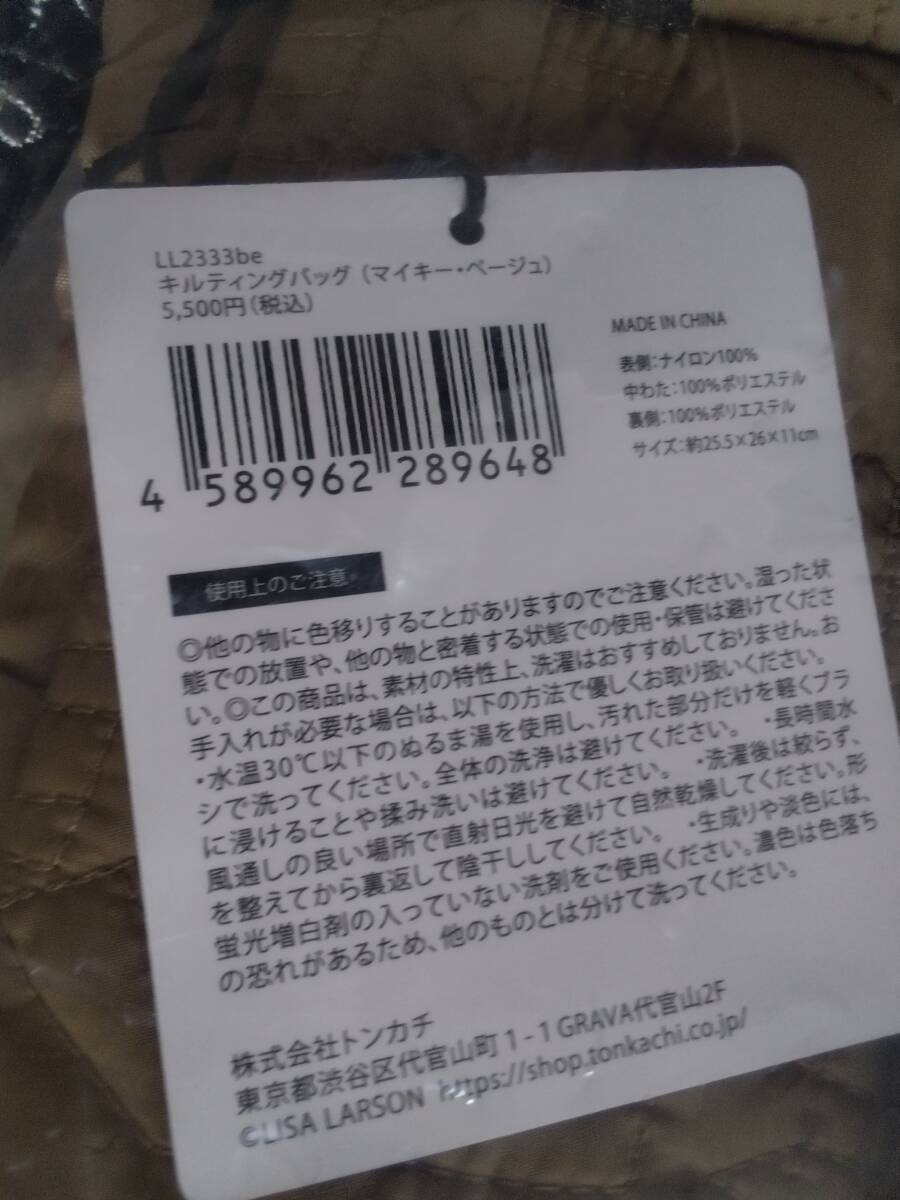 LL2333be
キルティングバッグ（マイキー・ベージュ）
5,500円（税込）
4 589962 289648
MADE IN CHINA
表側：ナイロン100%
中わた：100%ポリエステル
裏側：100%ポリエステル
サイズ：約25.5×26×11cm
使用上のご注意
◎他の物に色移りすることがありますのでご注意ください。湿った状
態での放置や、他の物と密着する状態での使用・保管は避けてくださ
い。◎この商品は、素材の特性上、洗濯はおすすめしておりません。お
手入れが必要な場合は、以下の方法で優しくお取り扱いください。
・水温30℃以下のぬるま湯を使用し、汚れた部分だけを軽くブラ
シで洗ってください。全体の洗浄は避けてください。　・長時間水
に浸けることや揉み洗いは避けてください。　・洗濯後は絞らず、
風通しの良い場所で直射日光を避けて自然乾燥してください。形
を整えてから裏返して陰干ししてください。　・生成りや淡色には、
蛍光増白剤の入っていない洗剤をご使用ください。濃色は色落ち
の恐れがあるため、他のものとは分けて洗ってください。
株式会社トンカチ
東京都渋谷区代官山町1-1 GRAVA代官山2F
©LISA LARSON https://shop.tonkachi.co.jp/